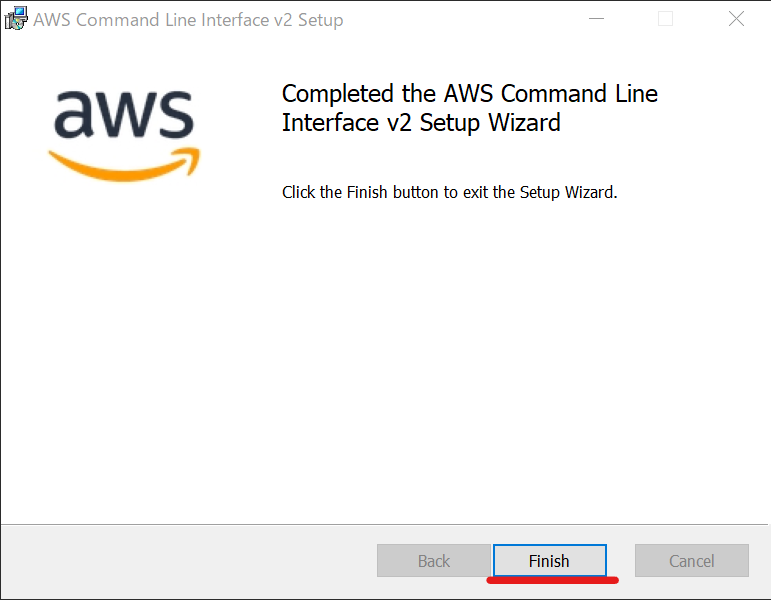 AWS Command Line Interface v2 Setup
aws
Completed the AWS Command Line
Interface v2 Setup Wizard
Click the Finish button to exit the Setup Wizard.
Back
Finish
Cancel